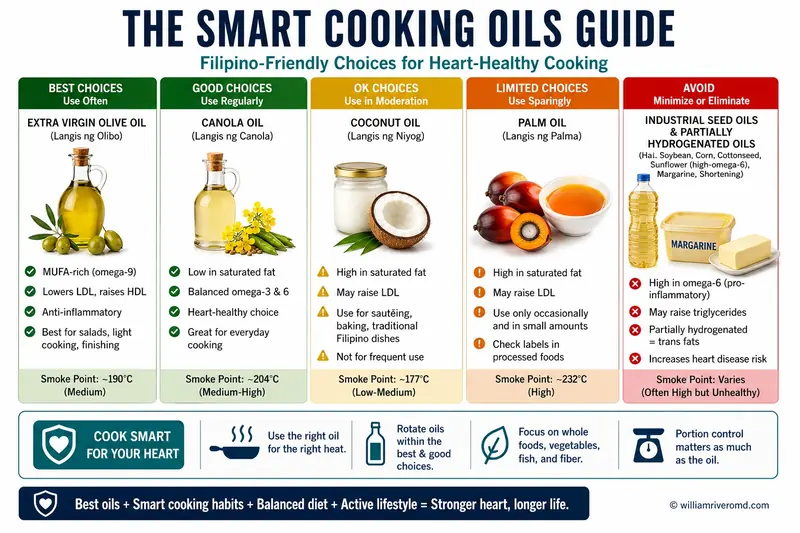 THE SMART COOKING OILS GUIDE
Filipino-Friendly Choices for Heart-Healthy Cooking
BEST CHOICES
Use Often
EXTRA VIRGIN OLIVE OIL
(Langis ng Olibo)
MUFA-rich (omega-9)
Lowers LDL, raises HDL
Anti-inflammatory
Best for salads, light
cooking, finishing
Smoke Point: ~190°C
(Medium)
GOOD CHOICES
Use Regularly
CANOLA OIL
(Langis ng Canola)
Low in saturated fat
Balanced omega-3 & 6
Heart-healthy choice
Great for everyday
cooking
Smoke Point: ~204°C
(Medium-High)
OK CHOICES
Use in Moderation
COCONUT OIL
(Langis ng Niyog)
High in saturated fat
May raise LDL
Use for sautéing,
baking, traditional
Filipino dishes
Not for frequent use
Smoke Point: ~177°C
(Low-Medium)
LIMITED CHOICES
Use Sparingly
PALM OIL
(Langis ng Palma)
High in saturated fat
May raise LDL
Use only occasionally
and in small amounts
Check labels in
processed foods
Smoke Point: ~232°C
(High)
AVOID
Minimize or Eliminate
INDUSTRIAL SEED OILS
& PARTIALLY
HYDROGENATED OILS
(Hal. Soybean, Corn, Cottonseed,
Sunflower (high-omega-6),
Margarine, Shortening)
MARGARINE
High in omega-6 (pro-
inflammatory)
May raise triglycerides
Partially hydrogenated
= trans fats
Increases heart disease risk
Smoke Point: Varies
(Often High but Unhealthy)
COOK SMART
FOR YOUR HEART
Use the right oil
for the right heat.
Rotate oils
within the
best & good
choices.
Focus on whole
foods, vegetables,
fish, and fiber.
Portion control
matters as much
as the oil.
Best oils + Smart cooking habits + Balanced diet + Active lifestyle = Stronger heart, longer life.
© williamriveromd.com